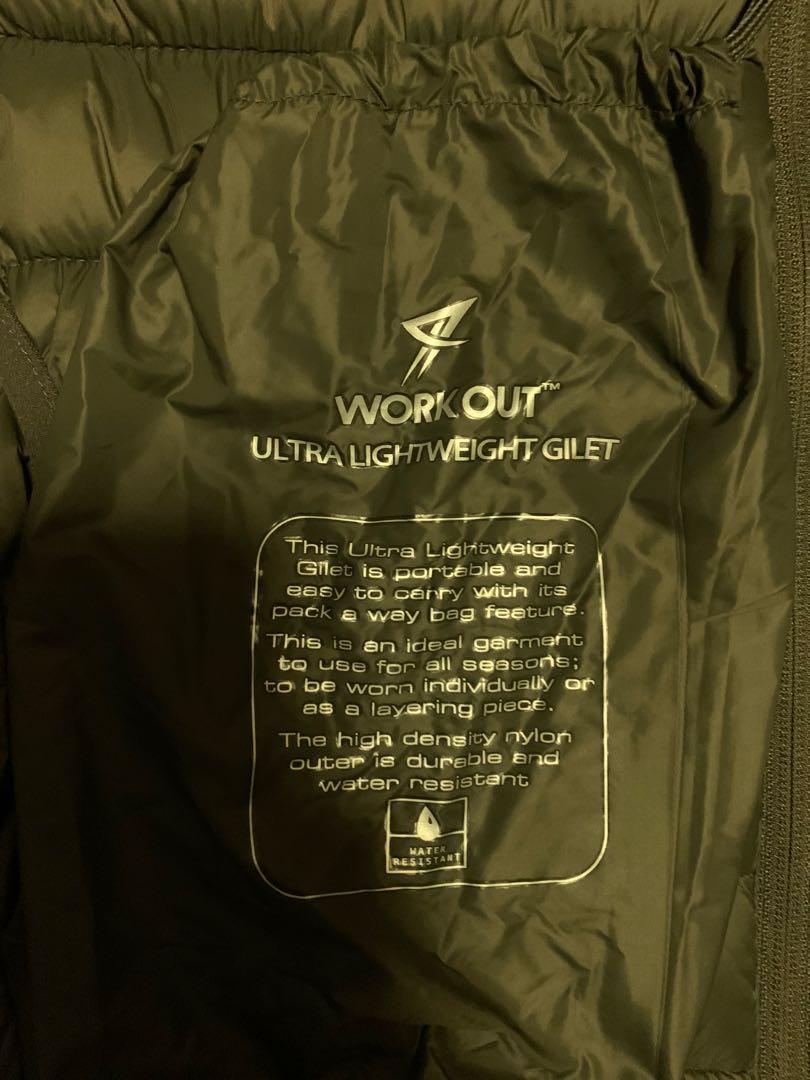 WORK OUT™
ULTRA LIGHTWEIGHT GILET
This Ultra Lightweight
Gilet is portable and
easy to carry with its
pack a way bag feature.
This is an ideal garment
to use for all seasons;
to be worn individually or
as a layering piece.
The high density nylon
outer is durable and
water resistant
WATER
RESISTANT